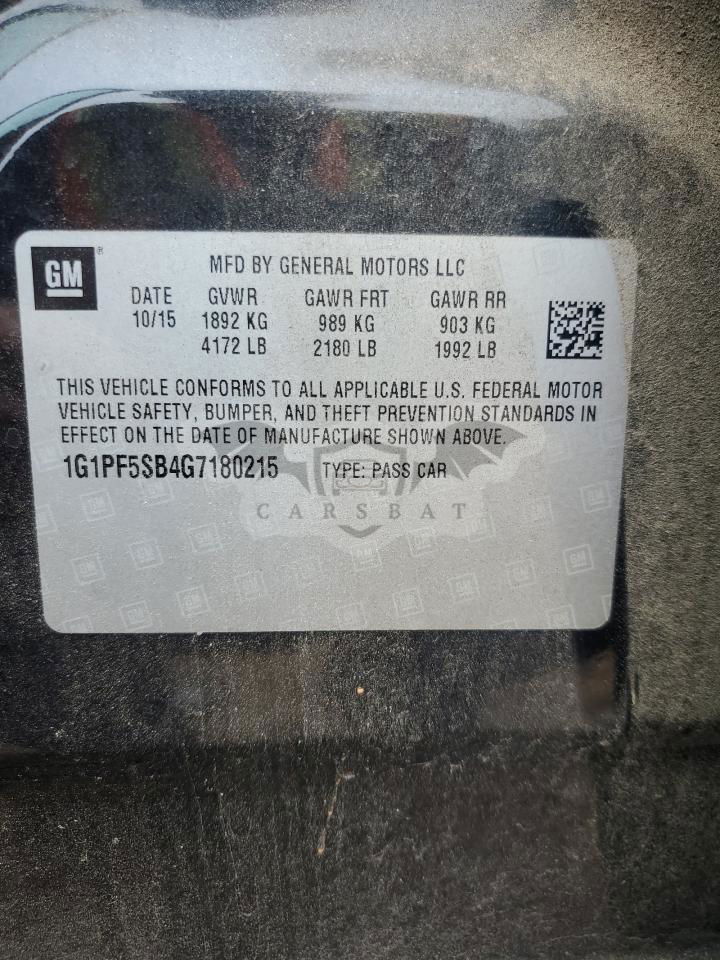 GM
MFD BY GENERAL MOTORS LLC
DATE GVWR GAWR FRT GAWR RR
10/15 1892 KG 989 KG 903 KG
4172 LB 2180 LB 1992 LB
THIS VEHICLE CONFORMS TO ALL APPLICABLE U.S. FEDERAL MOTOR
VEHICLE SAFETY, BUMPER, AND THEFT PREVENTION STANDARDS IN
EFFECT ON THE DATE OF MANUFACTURE SHOWN ABOVE.
1G1PF5SB4G7180215 TYPE: PASS CAR
CARSBAT